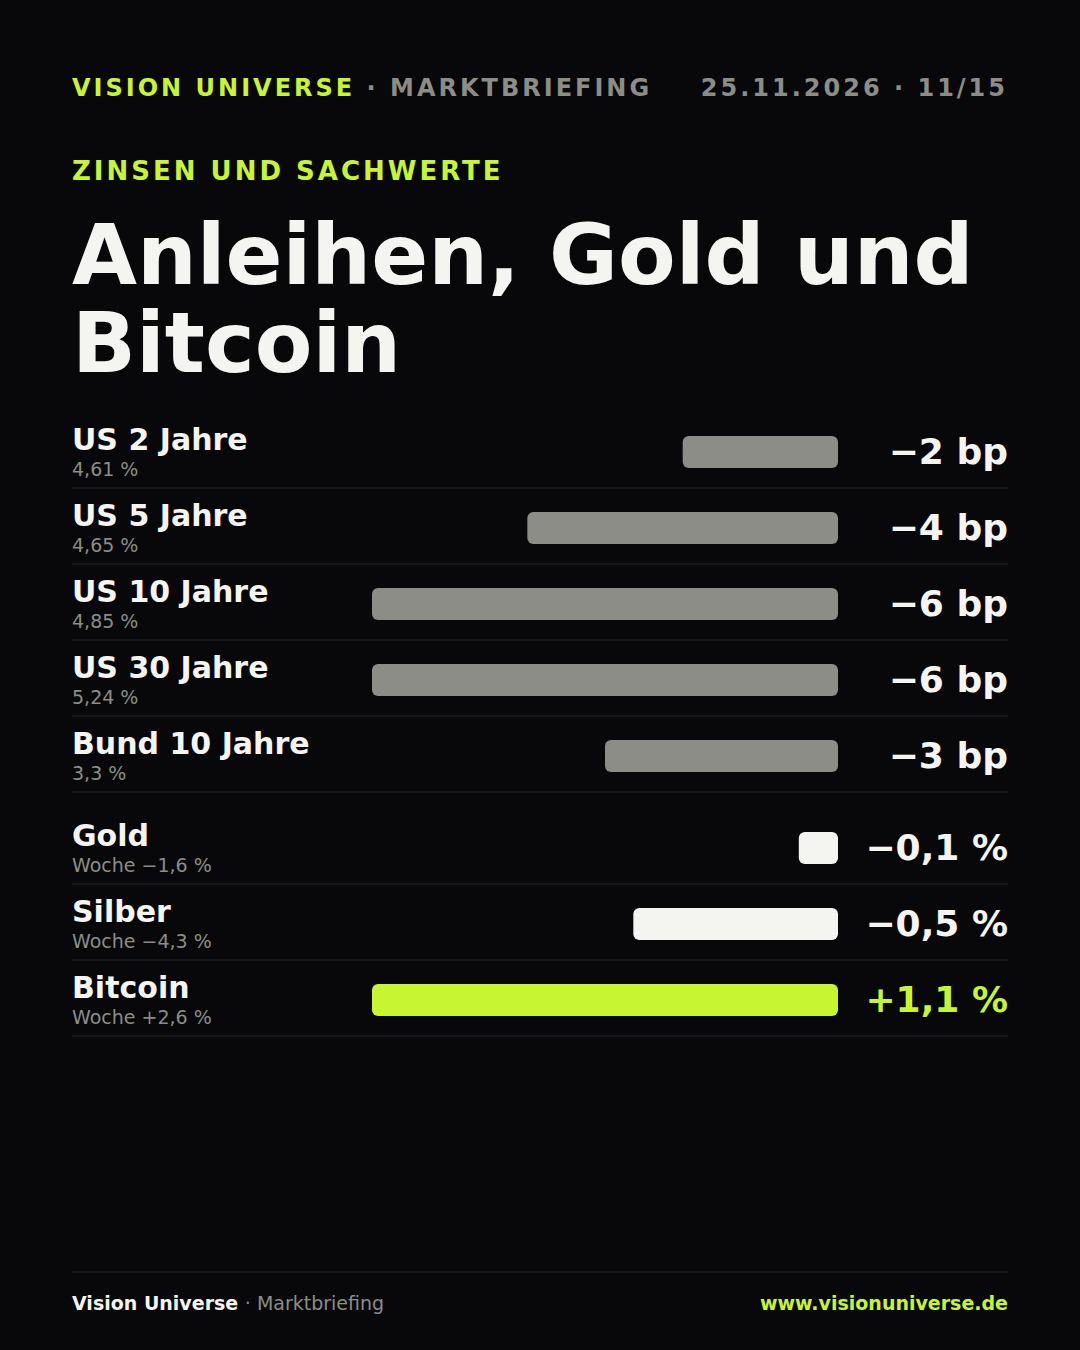 VISION UNIVERSE · MARKTBRIEFING 25.11.2026 · 11/15
ZINSEN UND SACHWERTE
Anleihen, Gold und
Bitcoin
US 2 Jahre
4,61 %
−2 bp
US 5 Jahre
4,65 %
−4 bp
US 10 Jahre
4,85 %
−6 bp
US 30 Jahre
5,24 %
−6 bp
Bund 10 Jahre
3,3 %
−3 bp
Gold
Woche −1,6 %
−0,1 %
Silber
Woche −4,3 %
−0,5 %
Bitcoin
Woche +2,6 %
+1,1 %
Vision Universe · Marktbriefing www.visionuniverse.de